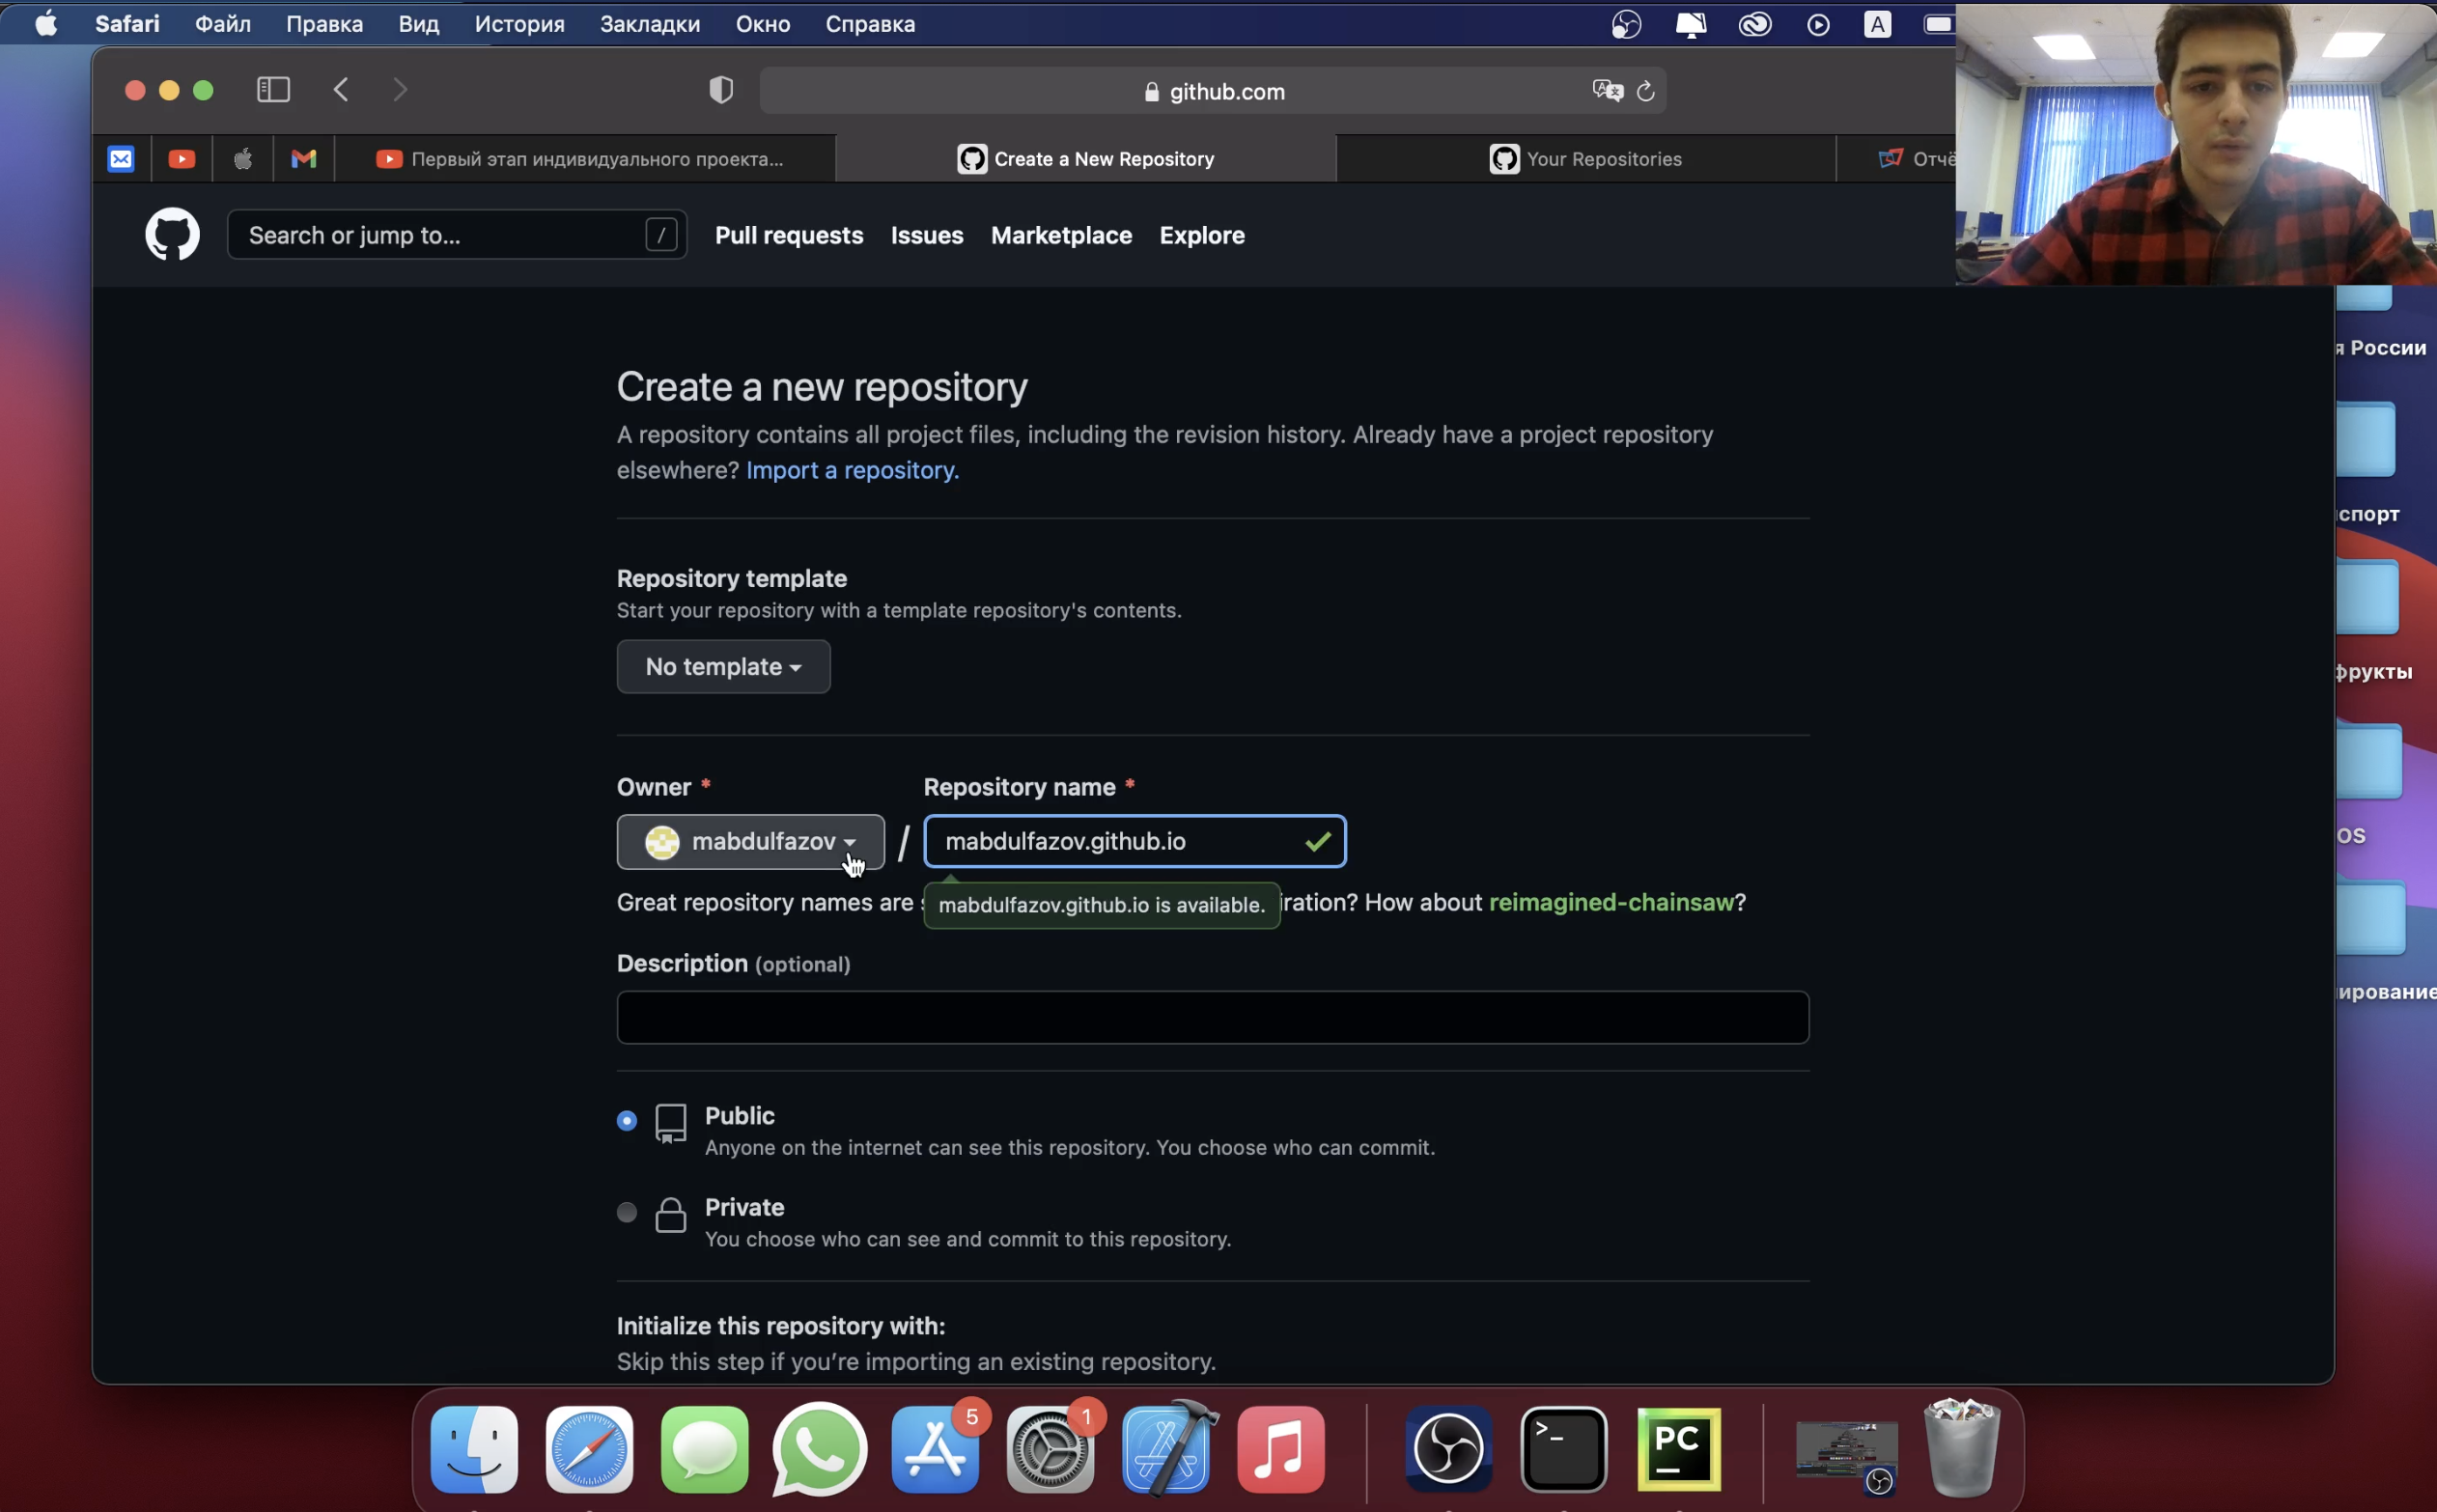 Safari Файл Правка Вид История Закладки Окно Справка A
github.com
Первый этап индивидуального проекта... Create a New Repository Your Repositories
Search or jump to... / Pull requests Issues Marketplace Explore
я России
Create a new repository
A repository contains all project files, including the revision history. Already have a project repository
elsewhere? Import a repository.
Repository template
Start your repository with a template repository's contents.
No template
фрукты
Owner * Repository name *
mabdulfazov / mabdulfazov.github.io
OS
Great repository names are mabdulfazov.github.io is available. How about reimagined-chainsaw?
Description (optional)
Public
Anyone on the internet can see this repository. You choose who can commit.
Private
You choose who can see and commit to this repository.
Initialize this repository with:
Skip this step if you’re importing an existing repository.
5 1 >_ PC